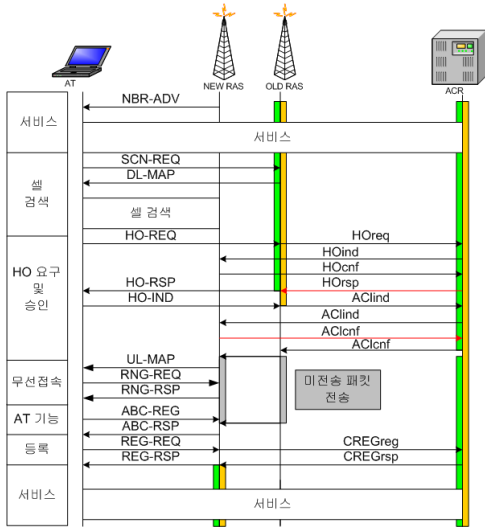 AT
NEW RAS
OLD RAS
ACR
서비스
NBR-ADV
서비스
셀
검색
SCN-REQ
DL-MAP
셀 검색
HO 요구
및
승인
HO-REQ
HOreq
HOind
HOcnf
HO-RSP
HOrsp
HO-IND
ACIind
ACIind
ACIcnf
ACIcnf
무선접속
UL-MAP
RNG-REQ
RNG-RSP
미전송 패킷
전송
AT 기능
ABC-REG
ABC-RSP
등록
REG-REQ
CREGreg
REG-RSP
CREGrsp
서비스
서비스